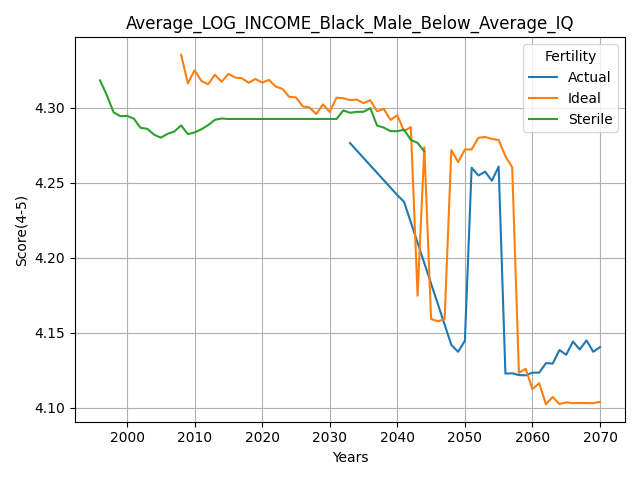 Average_LOG_INCOME_Black_Male_Below_Average_IQ
Fertility
Actual
Ideal
Sterile
Score(4-5)
4.30
4.25
4.20
4.15
4.10
2000 2010 2020 2030 2040 2050 2060 2070
Years